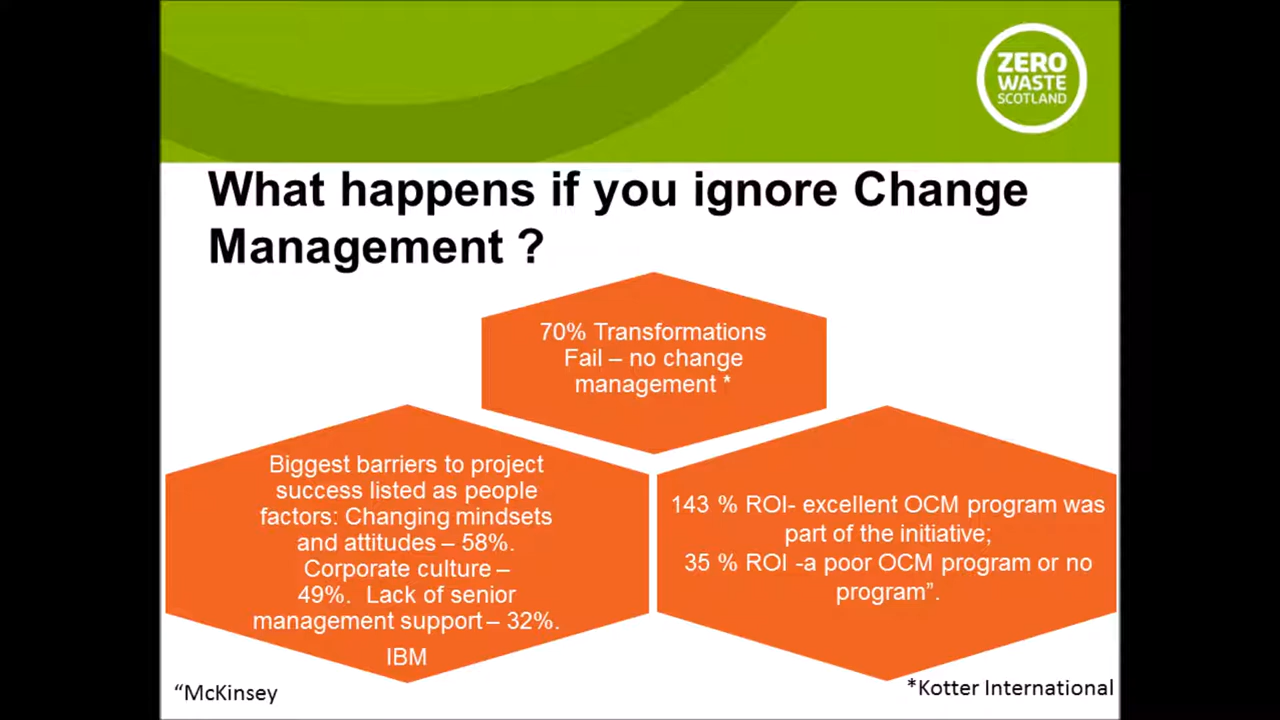 ZERO
WASTE
SCOTLAND
What happens if you ignore Change
Management ?
70% Transformations
Fail – no change
management *
Biggest barriers to project
success listed as people
factors: Changing mindsets
and attitudes – 58%.
Corporate culture –
49%.  Lack of senior
management support – 32%.
IBM
143 % ROI- excellent OCM program was
part of the initiative;
35 % ROI -a poor OCM program or no
program”.
“McKinsey
*Kotter International